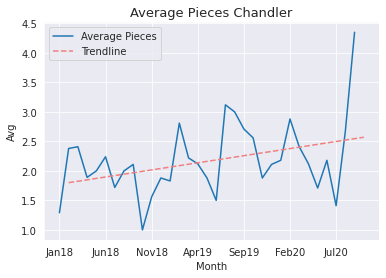 Average Pieces Chandler
4.5
4.0
3.5
3.0
2.5
2.0
1.5
1.0
Avg
Average Pieces
Trendline
Jan18 Jun18 Nov18 Apr19 Sep19 Feb20 Jul20
Month